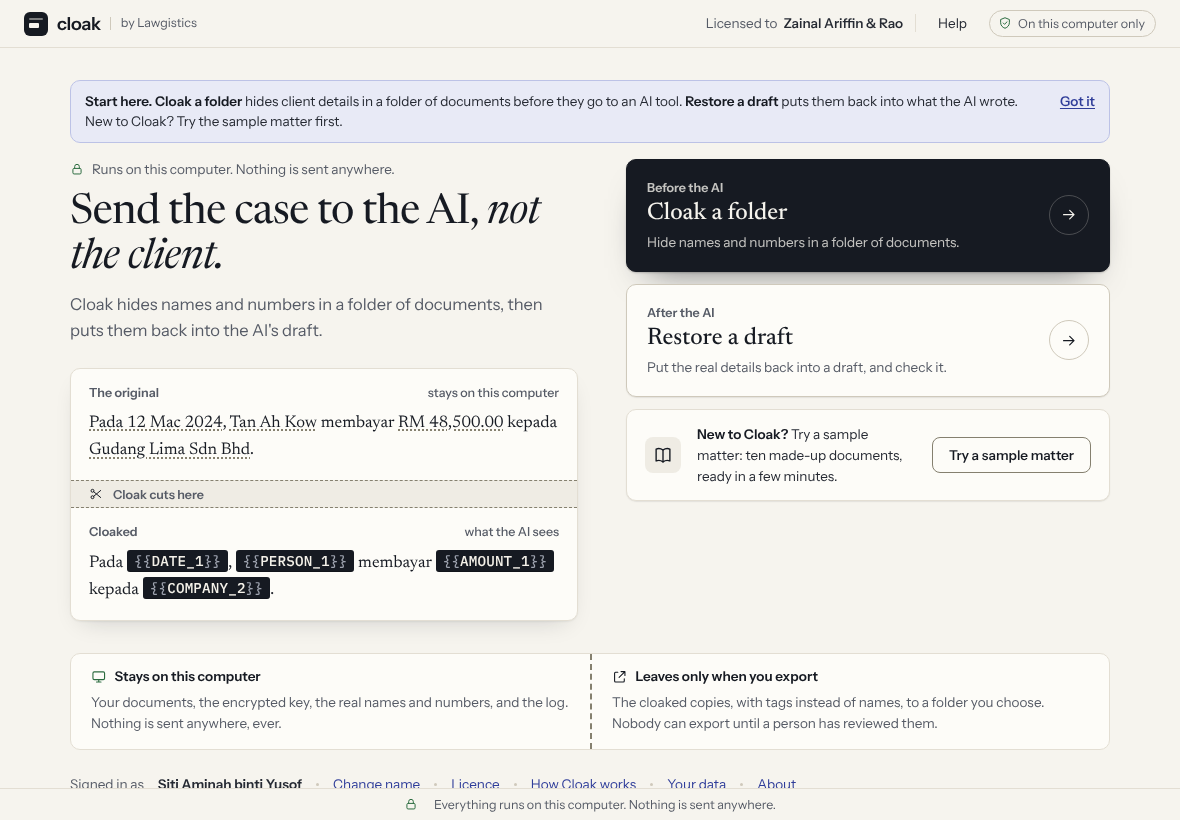 cloak by Lawgistics
Licensed to Zainal Ariffin & Rao Help On this computer only
Start here. Cloak a folder hides client details in a folder of documents before they go to an AI tool. Restore a draft puts them back into what the AI wrote.
New to Cloak? Try the sample matter first.
Got it
Runs on this computer. Nothing is sent anywhere.
Send the case to the AI, not
the client.
Cloak hides names and numbers in a folder of documents, then
puts them back into the AI's draft.
The original stays on this computer
Pada 12 Mac 2024, Tan Ah Kow membayar RM 48,500.00 kepada
Gudang Lima Sdn Bhd.
Cloak cuts here
Cloaked what the AI sees
Pada {{DATE_1}}, {{PERSON_1}} membayar {{AMOUNT_1}}
kepada {{COMPANY_2}}.
Before the AI
Cloak a folder
Hide names and numbers in a folder of documents.
After the AI
Restore a draft
Put the real details back into a draft, and check it.
New to Cloak? Try a sample
matter: ten made-up documents,
ready in a few minutes.
Try a sample matter
Stays on this computer
Your documents, the encrypted key, the real names and numbers, and the log.
Nothing is sent anywhere, ever.
Leaves only when you export
The cloaked copies, with tags instead of names, to a folder you choose.
Nobody can export until a person has reviewed them.
Signed in as Siti Aminah binti Yusof • Change name • Licence • How Cloak works • Your data • About
Everything runs on this computer. Nothing is sent anywhere.